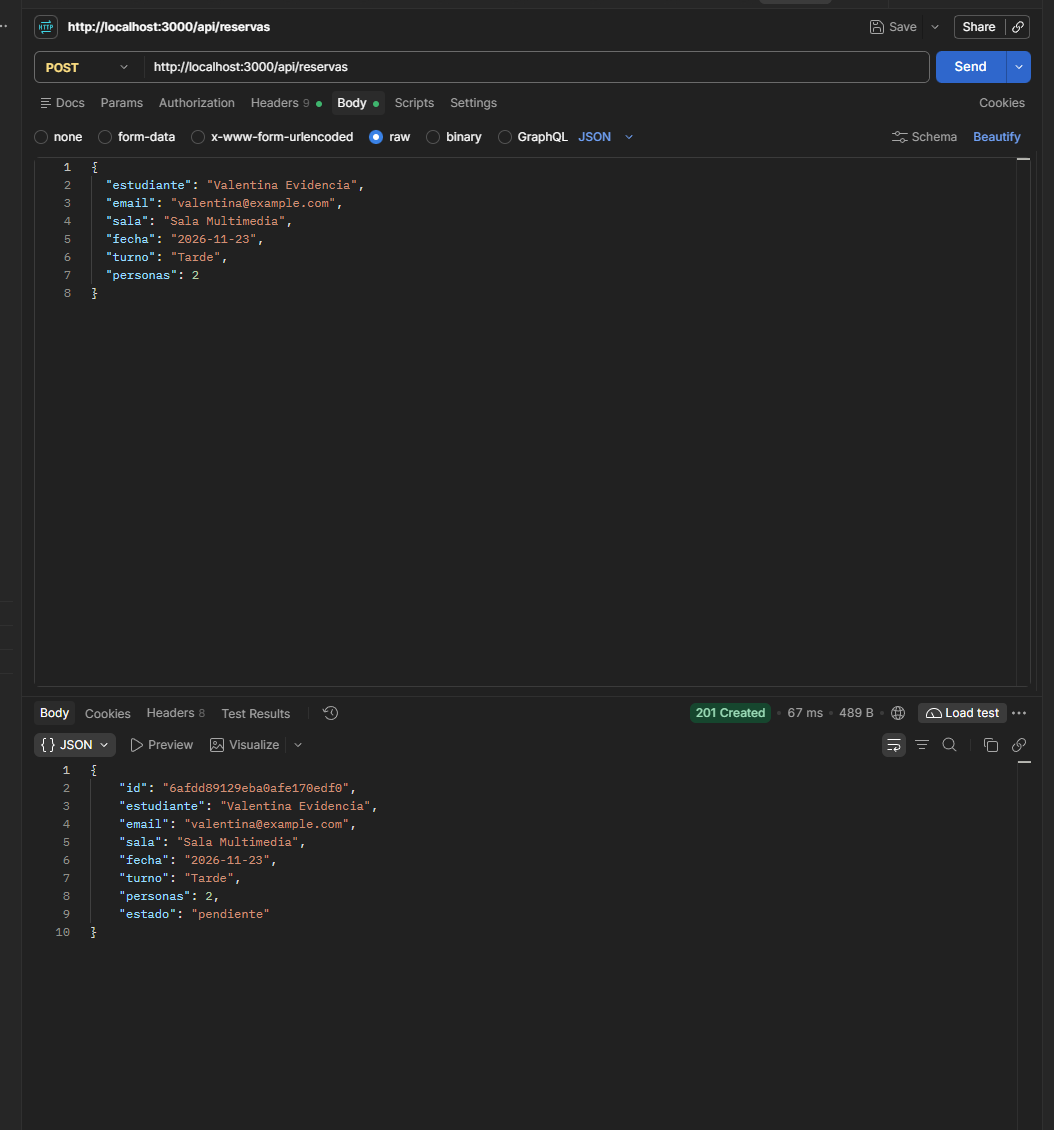 HTTP http://localhost:3000/api/reservas Save Share
POST http://localhost:3000/api/reservas Send
Docs Params Authorization Headers 9 Body Scripts Settings Cookies
none form-data x-www-form-urlencoded raw binary GraphQL JSON Schema Beautify
1 {
2 "estudiante": "Valentina Evidencia",
3 "email": "valentina@example.com",
4 "sala": "Sala Multimedia",
5 "fecha": "2026-11-23",
6 "turno": "Tarde",
7 "personas": 2
8 }
Body Cookies Headers 8 Test Results 201 Created • 67 ms • 489 B • Load test
{} JSON Preview Visualize
1 {
2 "id": "6afdd89129eba0afe170edf0",
3 "estudiante": "Valentina Evidencia",
4 "email": "valentina@example.com",
5 "sala": "Sala Multimedia",
6 "fecha": "2026-11-23",
7 "turno": "Tarde",
8 "personas": 2,
9 "estado": "pendiente"
10 }